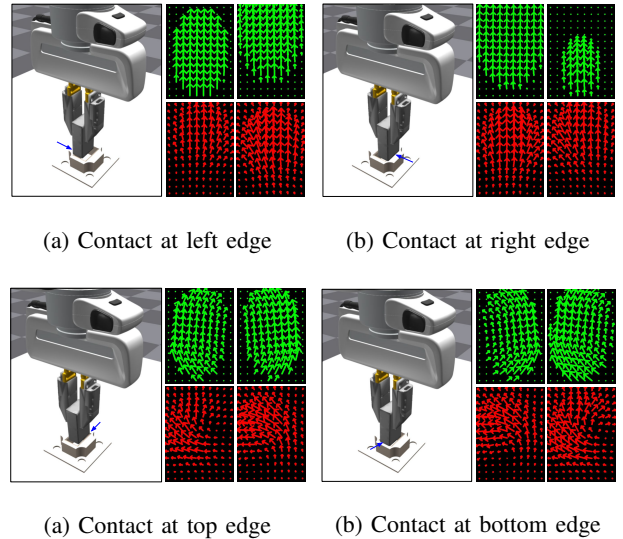 (a) Contact at left edge
(b) Contact at right edge
(a) Contact at top edge
(b) Contact at bottom edge